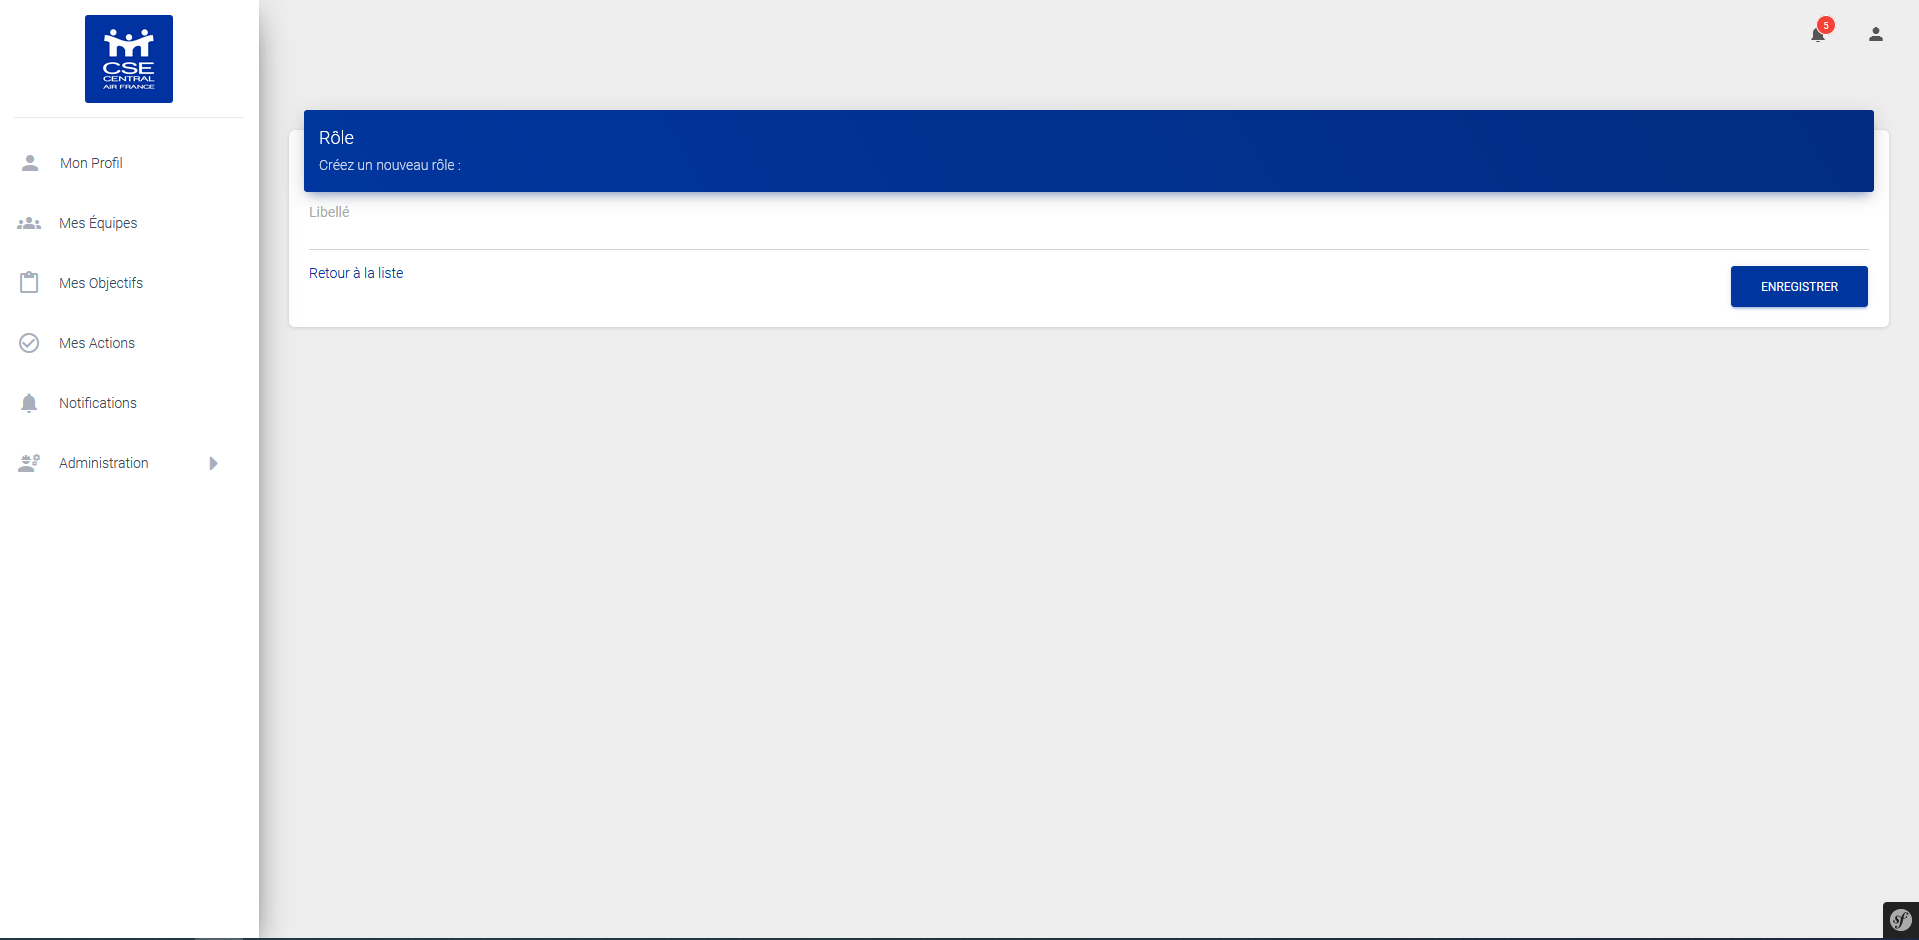 CSE
CENTRAL
AIR FRANCE
Mon Profil
Mes Équipes
Mes Objectifs
Mes Actions
Notifications
Administration
5
Rôle
Créez un nouveau rôle :
Libellé
Retour à la liste
ENREGISTRER
sf